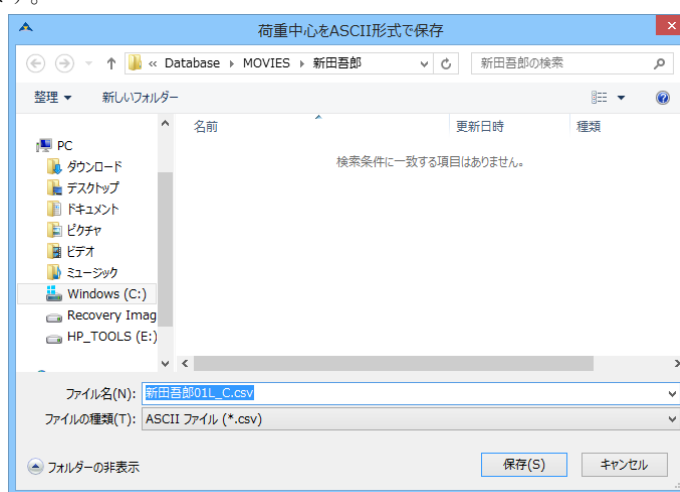 荷重中心をASCII形式で保存
« Database ▸ MOVIES ▸ 新田吾郎
新田吾郎の検索
整理 ▼ 新しいフォルダー
名前 更新日時 種類
検索条件に一致する項目はありません。
PC
ダウンロード
デスクトップ
ドキュメント
ピクチャ
ビデオ
ミュージック
Windows (C:)
Recovery Imag
HP_TOOLS (E:)
ファイル名(N): 新田吾郎01L_C.csv
ファイルの種類(T): ASCII ファイル (*.csv)
フォルダーの非表示
保存(S) キャンセル